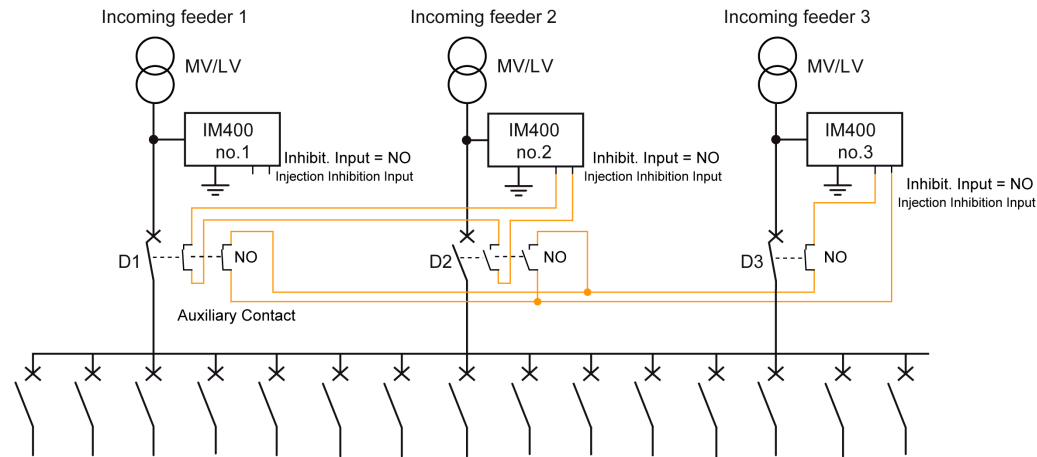 Incoming feeder 1
Incoming feeder 2
Incoming feeder 3
MV/LV
MV/LV
MV/LV
IM400
no.1
Inhibit. Input = NO
Injection Inhibition Input
IM400
no.2
Inhibit. Input = NO
Injection Inhibition Input
IM400
no.3
Inhibit. Input = NO
Injection Inhibition Input
D1
NO
D2
NO
D3
NO
Auxiliary Contact